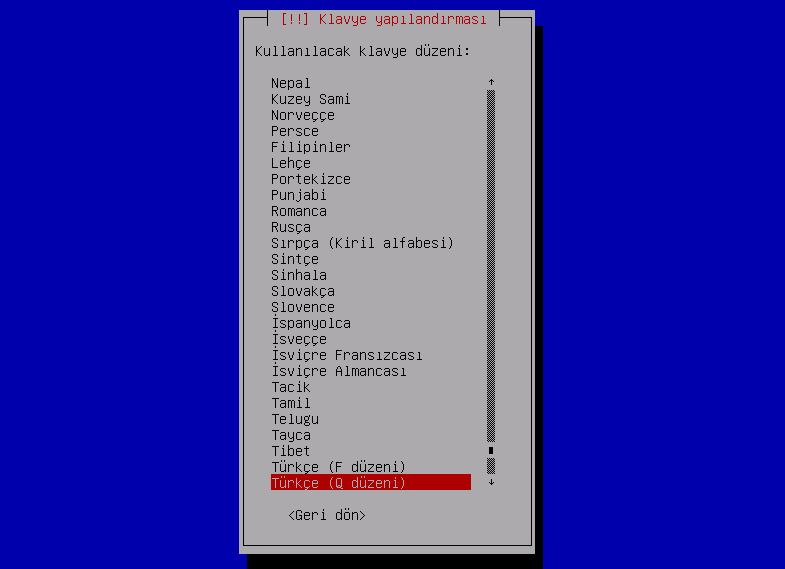 [!!] Klavye yapılandırması
Kullanılacak klavye düzeni:
Nepal
Kuzey Sami
Norveççe
Persce
Filipinler
Lehçe
Portekizce
Punjabi
Romanca
Rusça
Sırpça (Kiril alfabesi)
Sintçe
Sinhala
Slovakça
Slovence
İspanyolca
İsveççe
İsviçre Fransızcası
İsviçre Almancası
Tacik
Tamil
Telugu
Tayca
Tibet
Türkçe (F düzeni)
Türkçe (Q düzeni)
<Geri dön>